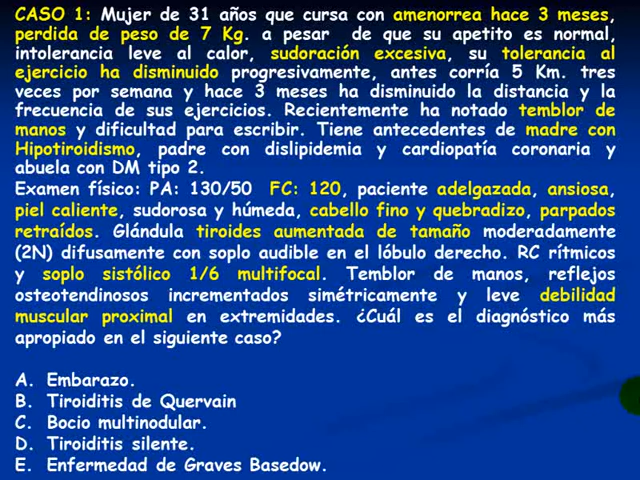 CASO 1: Mujer de 31 años que cursa con amenorrea hace 3 meses,
perdida de peso de 7 Kg. a pesar de que su apetito es normal,
intolerancia leve al calor, sudoración excesiva, su tolerancia al
ejercicio ha disminuido progresivamente, antes corría 5 Km. tres
veces por semana y hace 3 meses ha disminuido la distancia y la
frecuencia de sus ejercicios. Recientemente ha notado temblor de
manos y dificultad para escribir. Tiene antecedentes de madre con
Hipotiroidismo, padre con dislipidemia y cardiopatía coronaria y
abuela con DM tipo 2.
Examen físico: PA: 130/50 FC: 120, paciente adelgazada, ansiosa,
piel caliente, sudorosa y húmeda, cabello fino y quebradizo, parpados
retraídos. Glándula tiroides aumentada de tamaño moderadamente
(2N) difusamente con soplo audible en el lóbulo derecho. RC rítmicos
y soplo sistólico 1/6 multifocal. Temblor de manos, reflejos
osteotendinosos incrementados simétricamente y leve debilidad
muscular proximal en extremidades. ¿Cuál es el diagnóstico más
apropiado en el siguiente caso?
A. Embarazo.
B. Tiroiditis de Quervain
C. Bocio multinodular.
D. Tiroiditis silente.
E. Enfermedad de Graves Basedow.